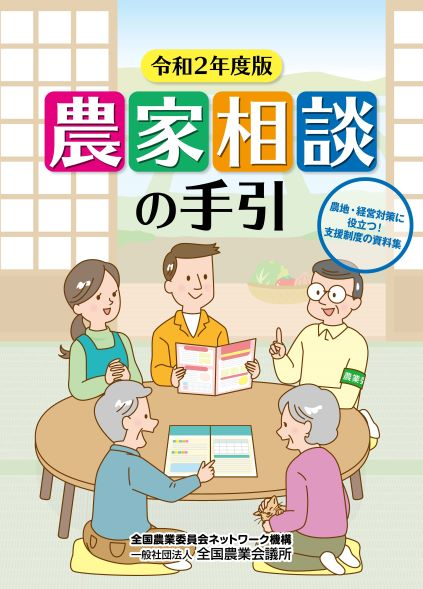 令和2年度版
農家相談
の手引
農地・経営対策に
役立つ!
支援制度の資料集
農業
全国農業委員会ネットワーク機構
一般社団法人 全国農業会議所